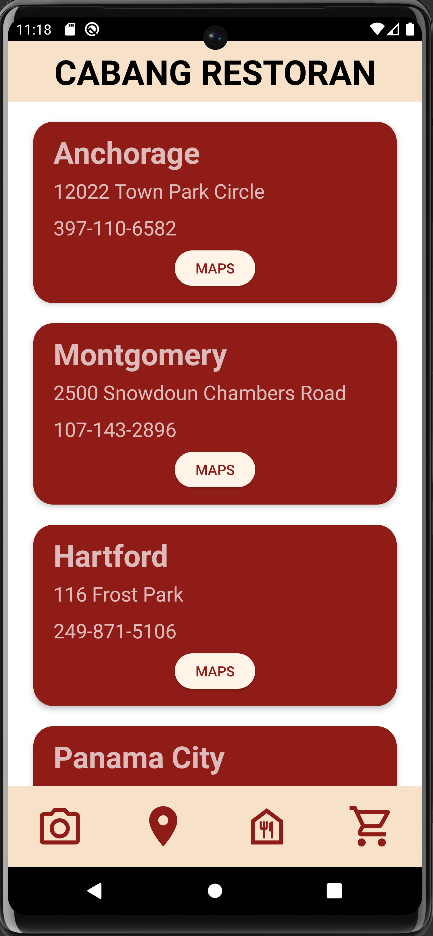 11:18
CABANG RESTORAN
Anchorage
12022 Town Park Circle
397-110-6582
MAPS
Montgomery
2500 Snowdoun Chambers Road
107-143-2896
MAPS
Hartford
116 Frost Park
249-871-5106
MAPS
Panama City